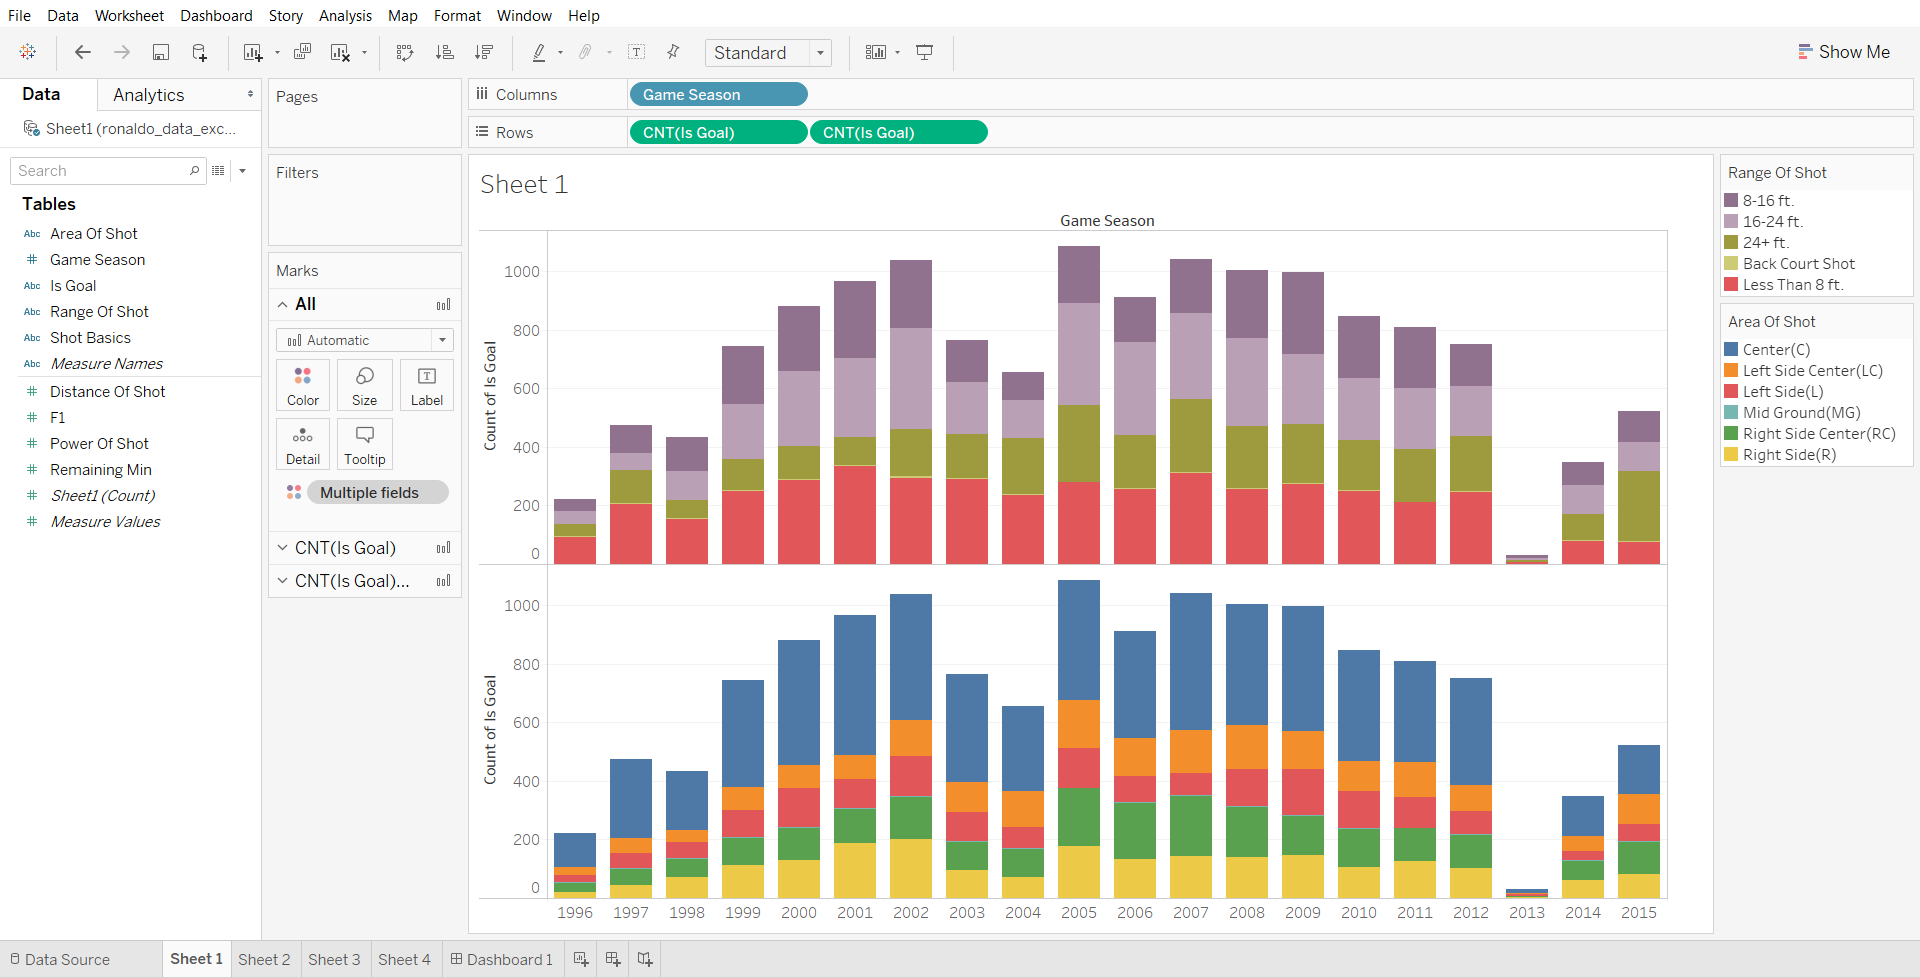 File Data Worksheet Dashboard Story Analysis Map Format Window Help
Standard
Show Me
Data Analytics
Sheet1 (ronaldo_data_exc...
Search
Tables
Abc Area Of Shot
# Game Season
Abc Is Goal
Abc Range Of Shot
Abc Shot Basics
Abc Measure Names
# Distance Of Shot
# F1
# Power Of Shot
# Remaining Min
# Sheet1 (Count)
# Measure Values
Pages
Filters
Marks
All
Automatic
Color Size Label
Detail Tooltip
Multiple fields
CNT(Is Goal)
CNT(Is Goal)...
Columns Game Season
Rows CNT(Is Goal) CNT(Is Goal)
Sheet 1
Game Season
Count of Is Goal
1000
800
600
400
200
0
Count of Is Goal
1000
800
600
400
200
0
1996 1997 1998 1999 2000 2001 2002 2003 2004 2005 2006 2007 2008 2009 2010 2011 2012 2013 2014 2015
Range Of Shot
8-16 ft.
16-24 ft.
24+ ft.
Back Court Shot
Less Than 8 ft.
Area Of Shot
Center(C)
Left Side Center(LC)
Left Side(L)
Mid Ground(MG)
Right Side Center(RC)
Right Side(R)
Data Source Sheet 1 Sheet 2 Sheet 3 Sheet 4 Dashboard 1